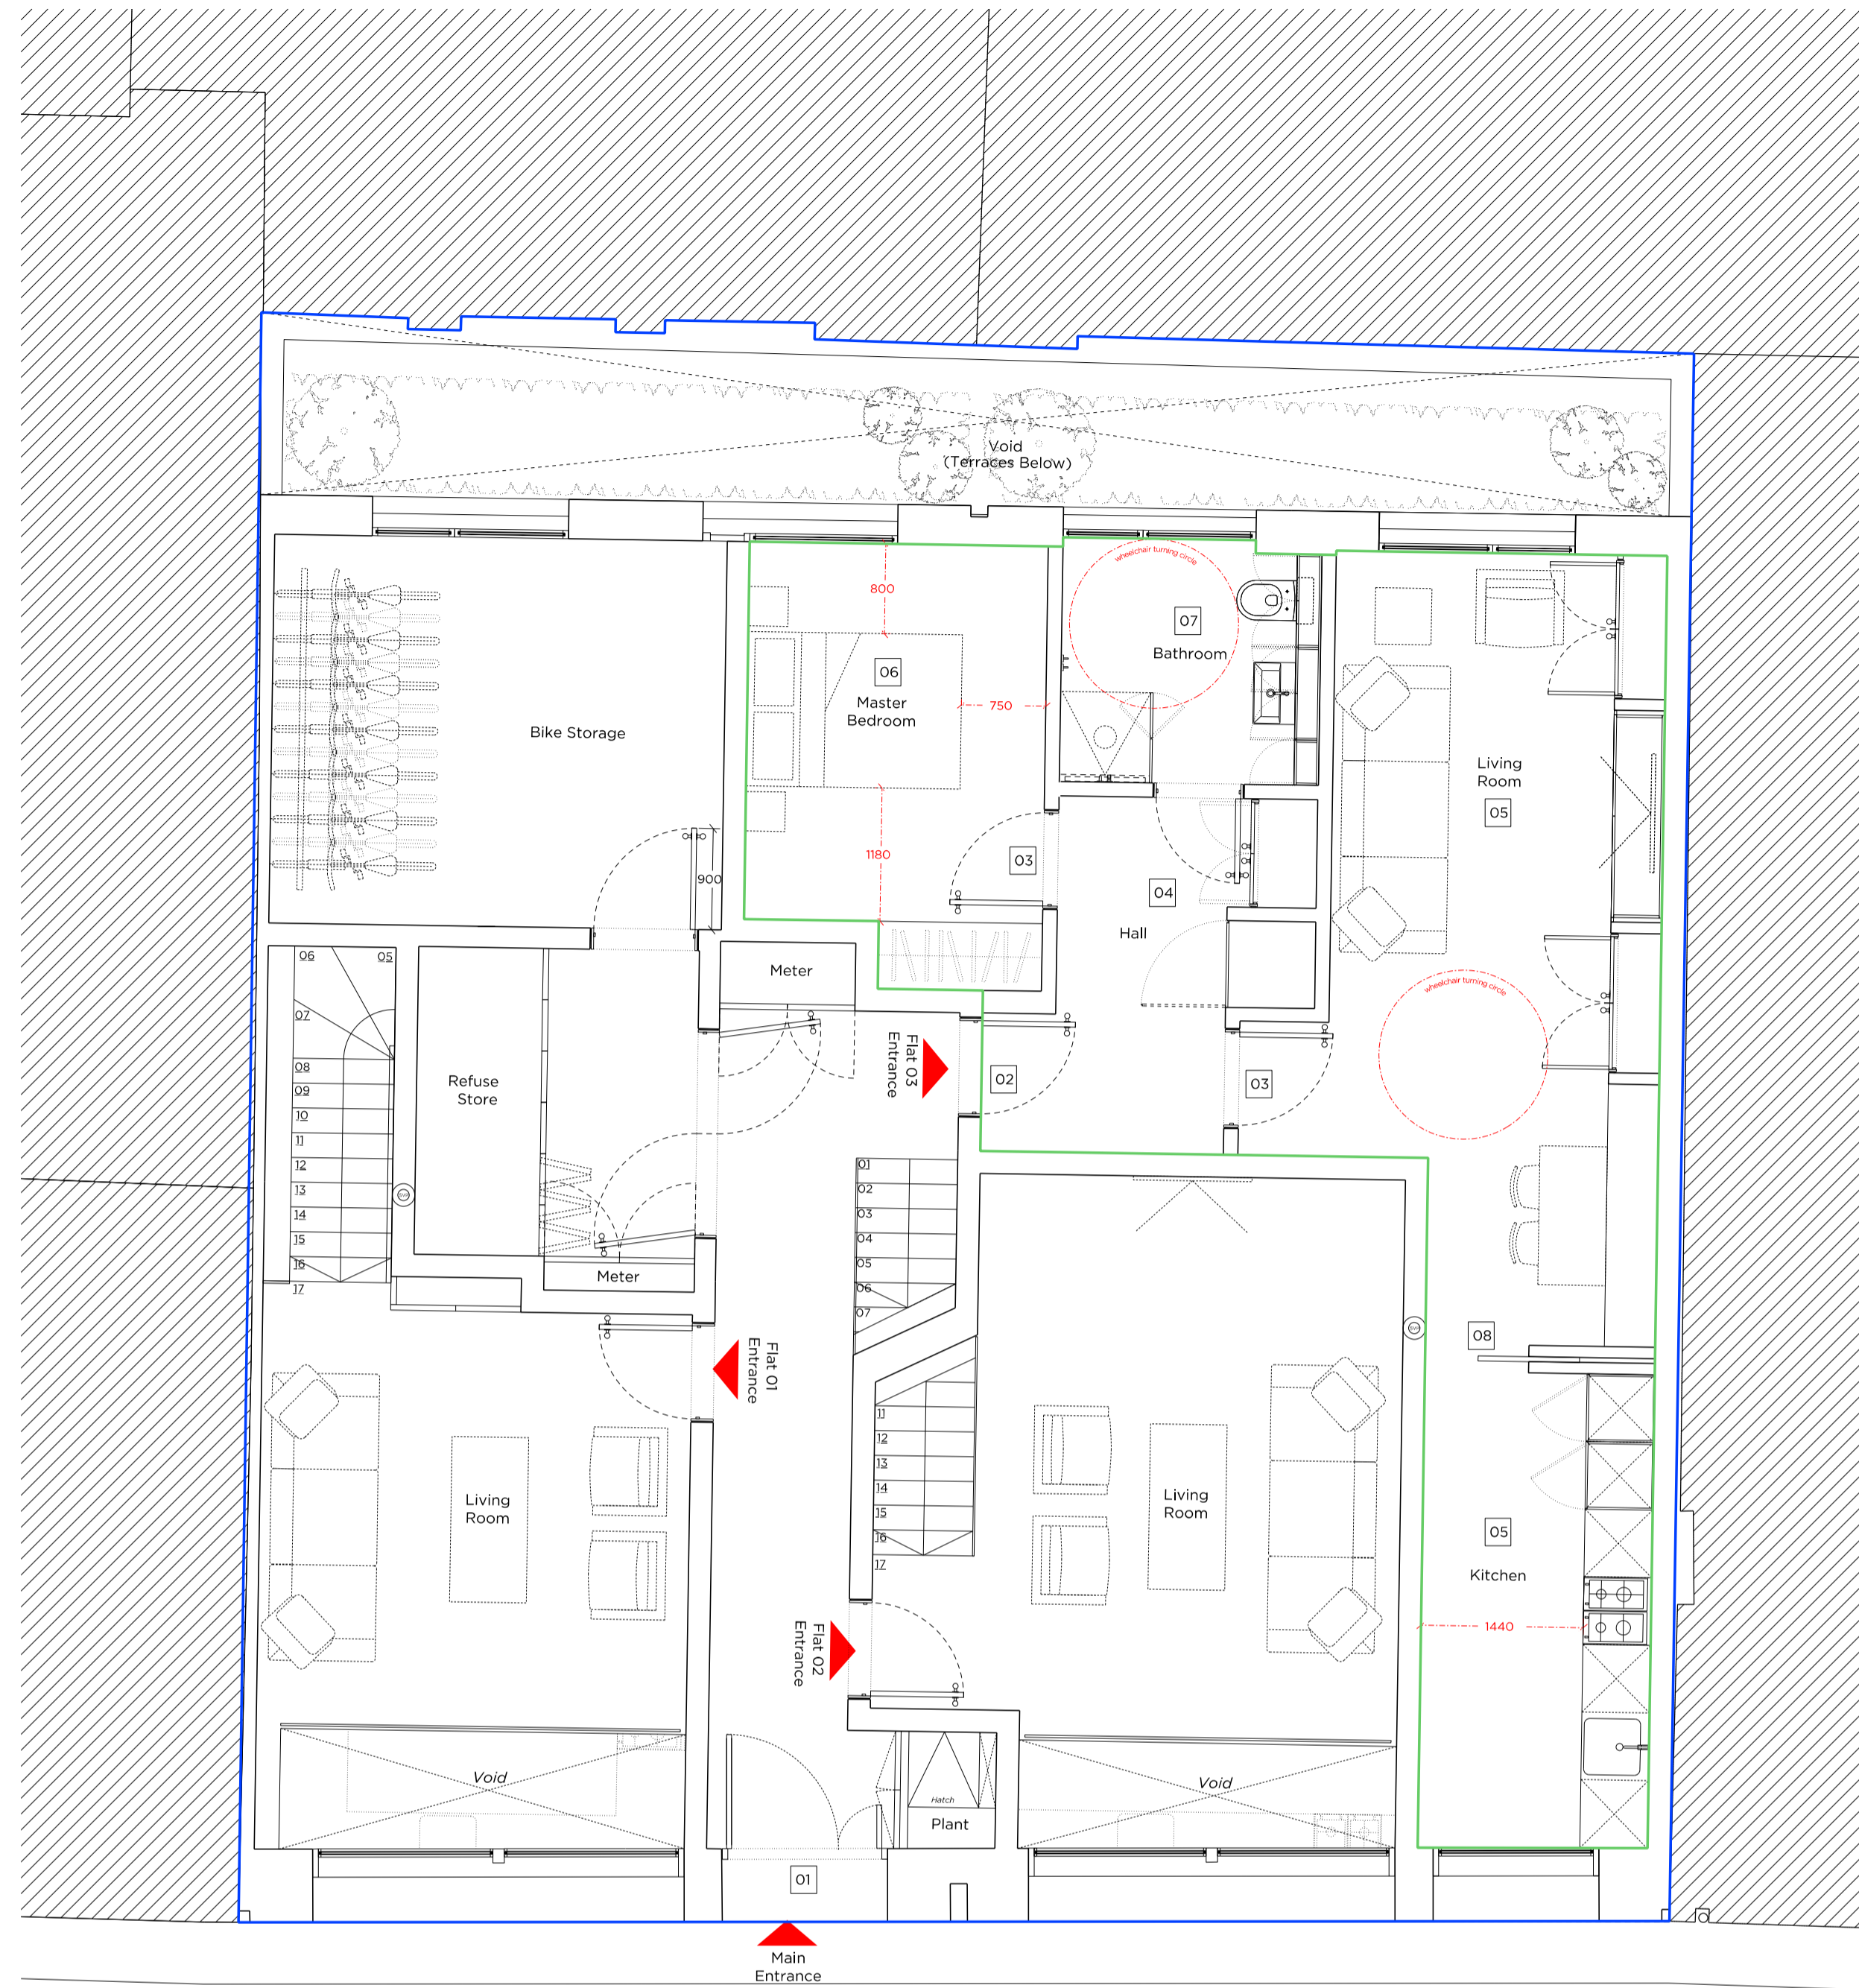 Void
(Terraces Below)
wheelchair turning circle
800
07
Bathroom
06
Master
Bedroom
750
Bike Storage
Living
Room
05
1180
03
900
04
Hall
06
05
Meter
wheelchair turning circle
07
Flat 03
Entrance
08
Refuse
Store
02
03
09
10
11
12
01
13
SVP
02
14
03
15
04
16
05
Meter
17
06
07
SVP
08
Flat 01
Entrance
11
12
13
14
Living
Room
Living
Room
15
05
16
17
Kitchen
Flat 02
Entrance
1440
Void
Void
Hatch
Plant
01
Main
Entrance